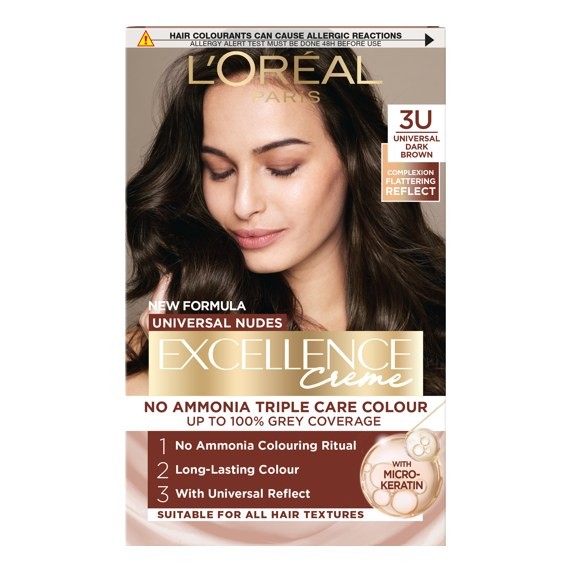 HAIR COLOURANTS CAN CAUSE ALLERGIC REACTIONS
ALLERGY ALERT TEST MUST BE DONE 48H BEFORE USE
L'ORÉAL
PARIS
3U
UNIVERSAL
DARK
BROWN
COMPLEXION
FLATTERING
REFLECT
NEW FORMULA
UNIVERSAL NUDES
EXCELLENCE
Creme
NO AMMONIA TRIPLE CARE COLOUR
UP TO 100% GREY COVERAGE
1 No Ammonia Colouring Ritual
2 Long-Lasting Colour
3 With Universal Reflect
WITH
MICRO-
KERATIN
SUITABLE FOR ALL HAIR TEXTURES